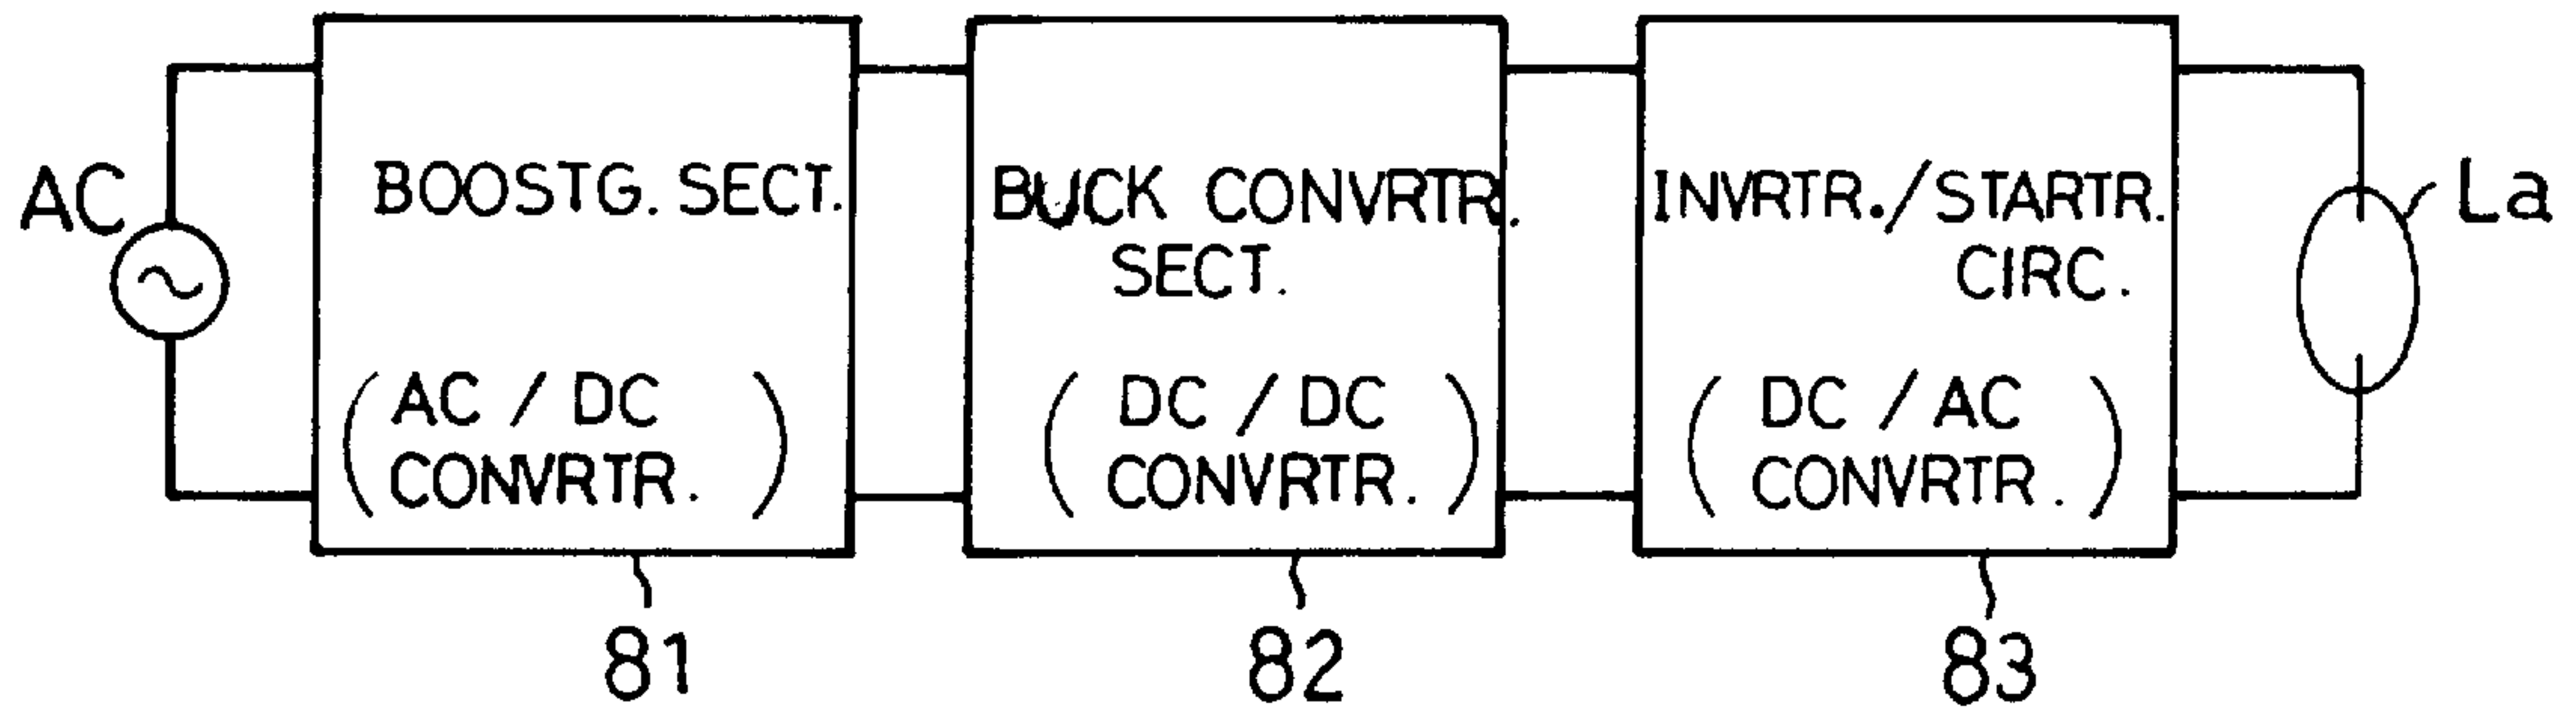 AC
BOOSTG. SECT.
( AC / DC
CONVRTR. )
81
BUCK CONVRTR.
SECT.
( DC / DC
CONVRTR. )
82
INVRTR./STARTR.
CIRC.
( DC / AC
CONVRTR. )
83
La